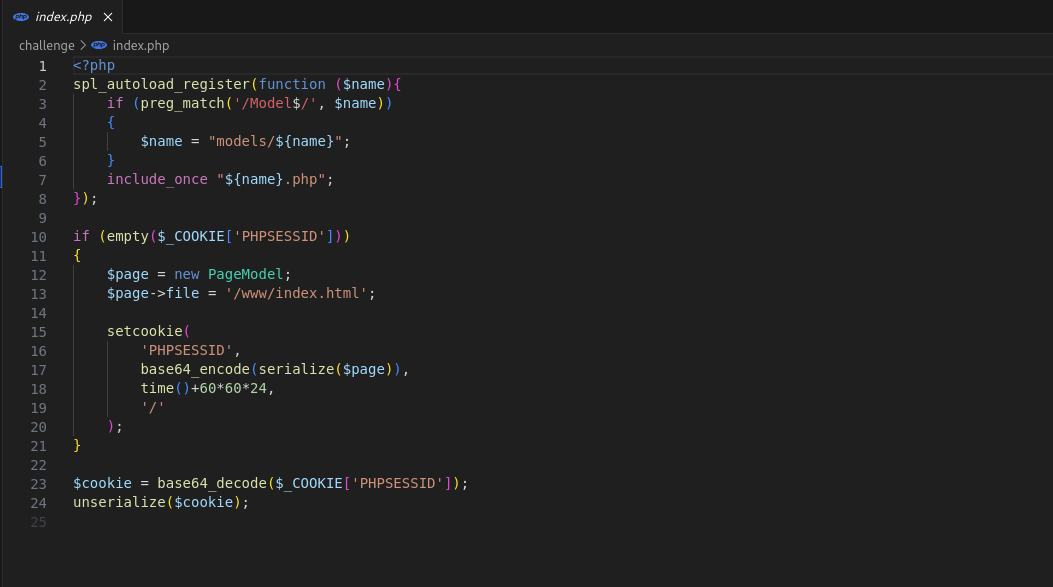 index.php
challenge > index.php
1 <?php
2 spl_autoload_register(function ($name){
3     if (preg_match('/Model$/', $name))
4     {
5         $name = "models/${name}";
6     }
7     include_once "${name}.php";
8 });
9
10 if (empty($_COOKIE['PHPSESSID']))
11 {
12     $page = new PageModel;
13     $page->file = '/www/index.html';
14
15     setcookie(
16         'PHPSESSID',
17         base64_encode(serialize($page)),
18         time()+60*60*24,
19         '/'
20     );
21 }
22
23 $cookie = base64_decode($_COOKIE['PHPSESSID']);
24 unserialize($cookie);
25